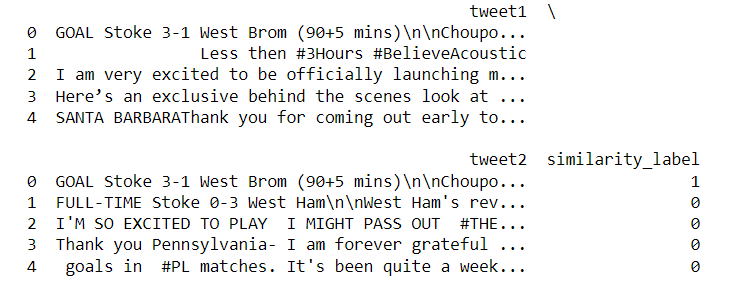 tweet1 \
0 GOAL Stoke 3-1 West Brom (90+5 mins)\n\nChoupo...
1 Less then #3Hours #BelieveAcoustic
2 I am very excited to be officially launching m...
3 Here’s an exclusive behind the scenes look at ...
4 SANTA BARBARAThank you for coming out early to...
tweet2 similarity_label
0 GOAL Stoke 3-1 West Brom (90+5 mins)\n\nChoupo... 1
1 FULL-TIME Stoke 0-3 West Ham\n\nWest Ham's rev... 0
2 I'M SO EXCITED TO PLAY I MIGHT PASS OUT #THE... 0
3 Thank you Pennsylvania- I am forever grateful ... 0
4 goals in #PL matches. It's been quite a week... 0